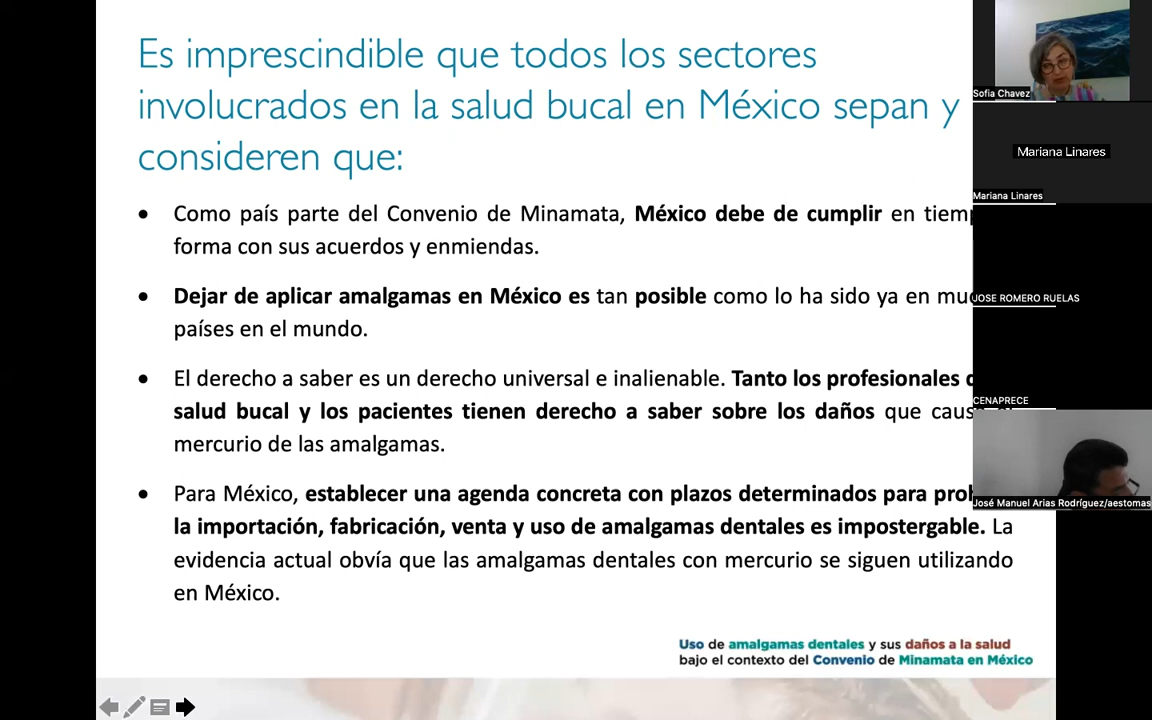 Es imprescindible que todos los sectores
involucrados en la salud bucal en México sepan y
consideren que:
• Como país parte del Convenio de Minamata, México debe de cumplir en
forma con sus acuerdos y enmiendas.
• Dejar de aplicar amalgamas en México es tan posible como lo ha sido ya en
países en el mundo.
• El derecho a saber es un derecho universal e inalienable. Tanto los profesionales
salud bucal y los pacientes tienen derecho a saber sobre los daños que
mercurio de las amalgamas.
• Para México, establecer una agenda concreta con plazos determinados para
la importación, fabricación, venta y uso de amalgamas dentales es impostergable. La
evidencia actual obvía que las amalgamas dentales con mercurio se siguen utilizando
en México.
Uso de amalgamas dentales y sus daños a la salud
bajo el contexto del Convenio de Minamata en México
Sofia Chavez
Mariana Linares
Mariana Linares
JOSE ROMERO RUELAS
CENAPRECE
José Manuel Arias Rodríguez/aestomas